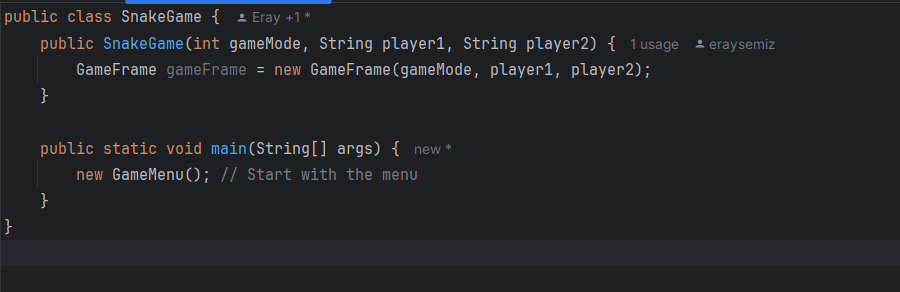 public class SnakeGame { Eray +1 *
    public SnakeGame(int gameMode, String player1, String player2) { 1 usage eraysemiz
        GameFrame gameFrame = new GameFrame(gameMode, player1, player2);
    }
    public static void main(String[] args) { new *
        new GameMenu(); // Start with the menu
    }
}